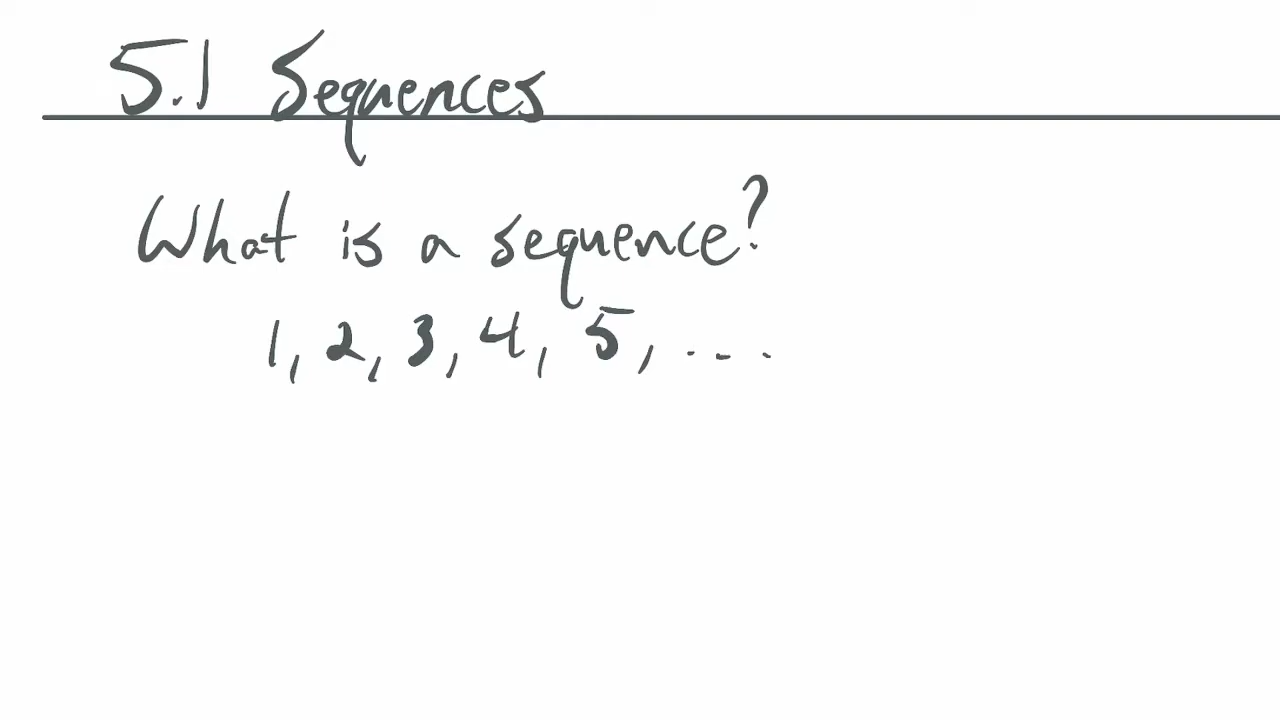 5.1 Sequences
What is a sequence?
1, 2, 3, 4, 5, ...